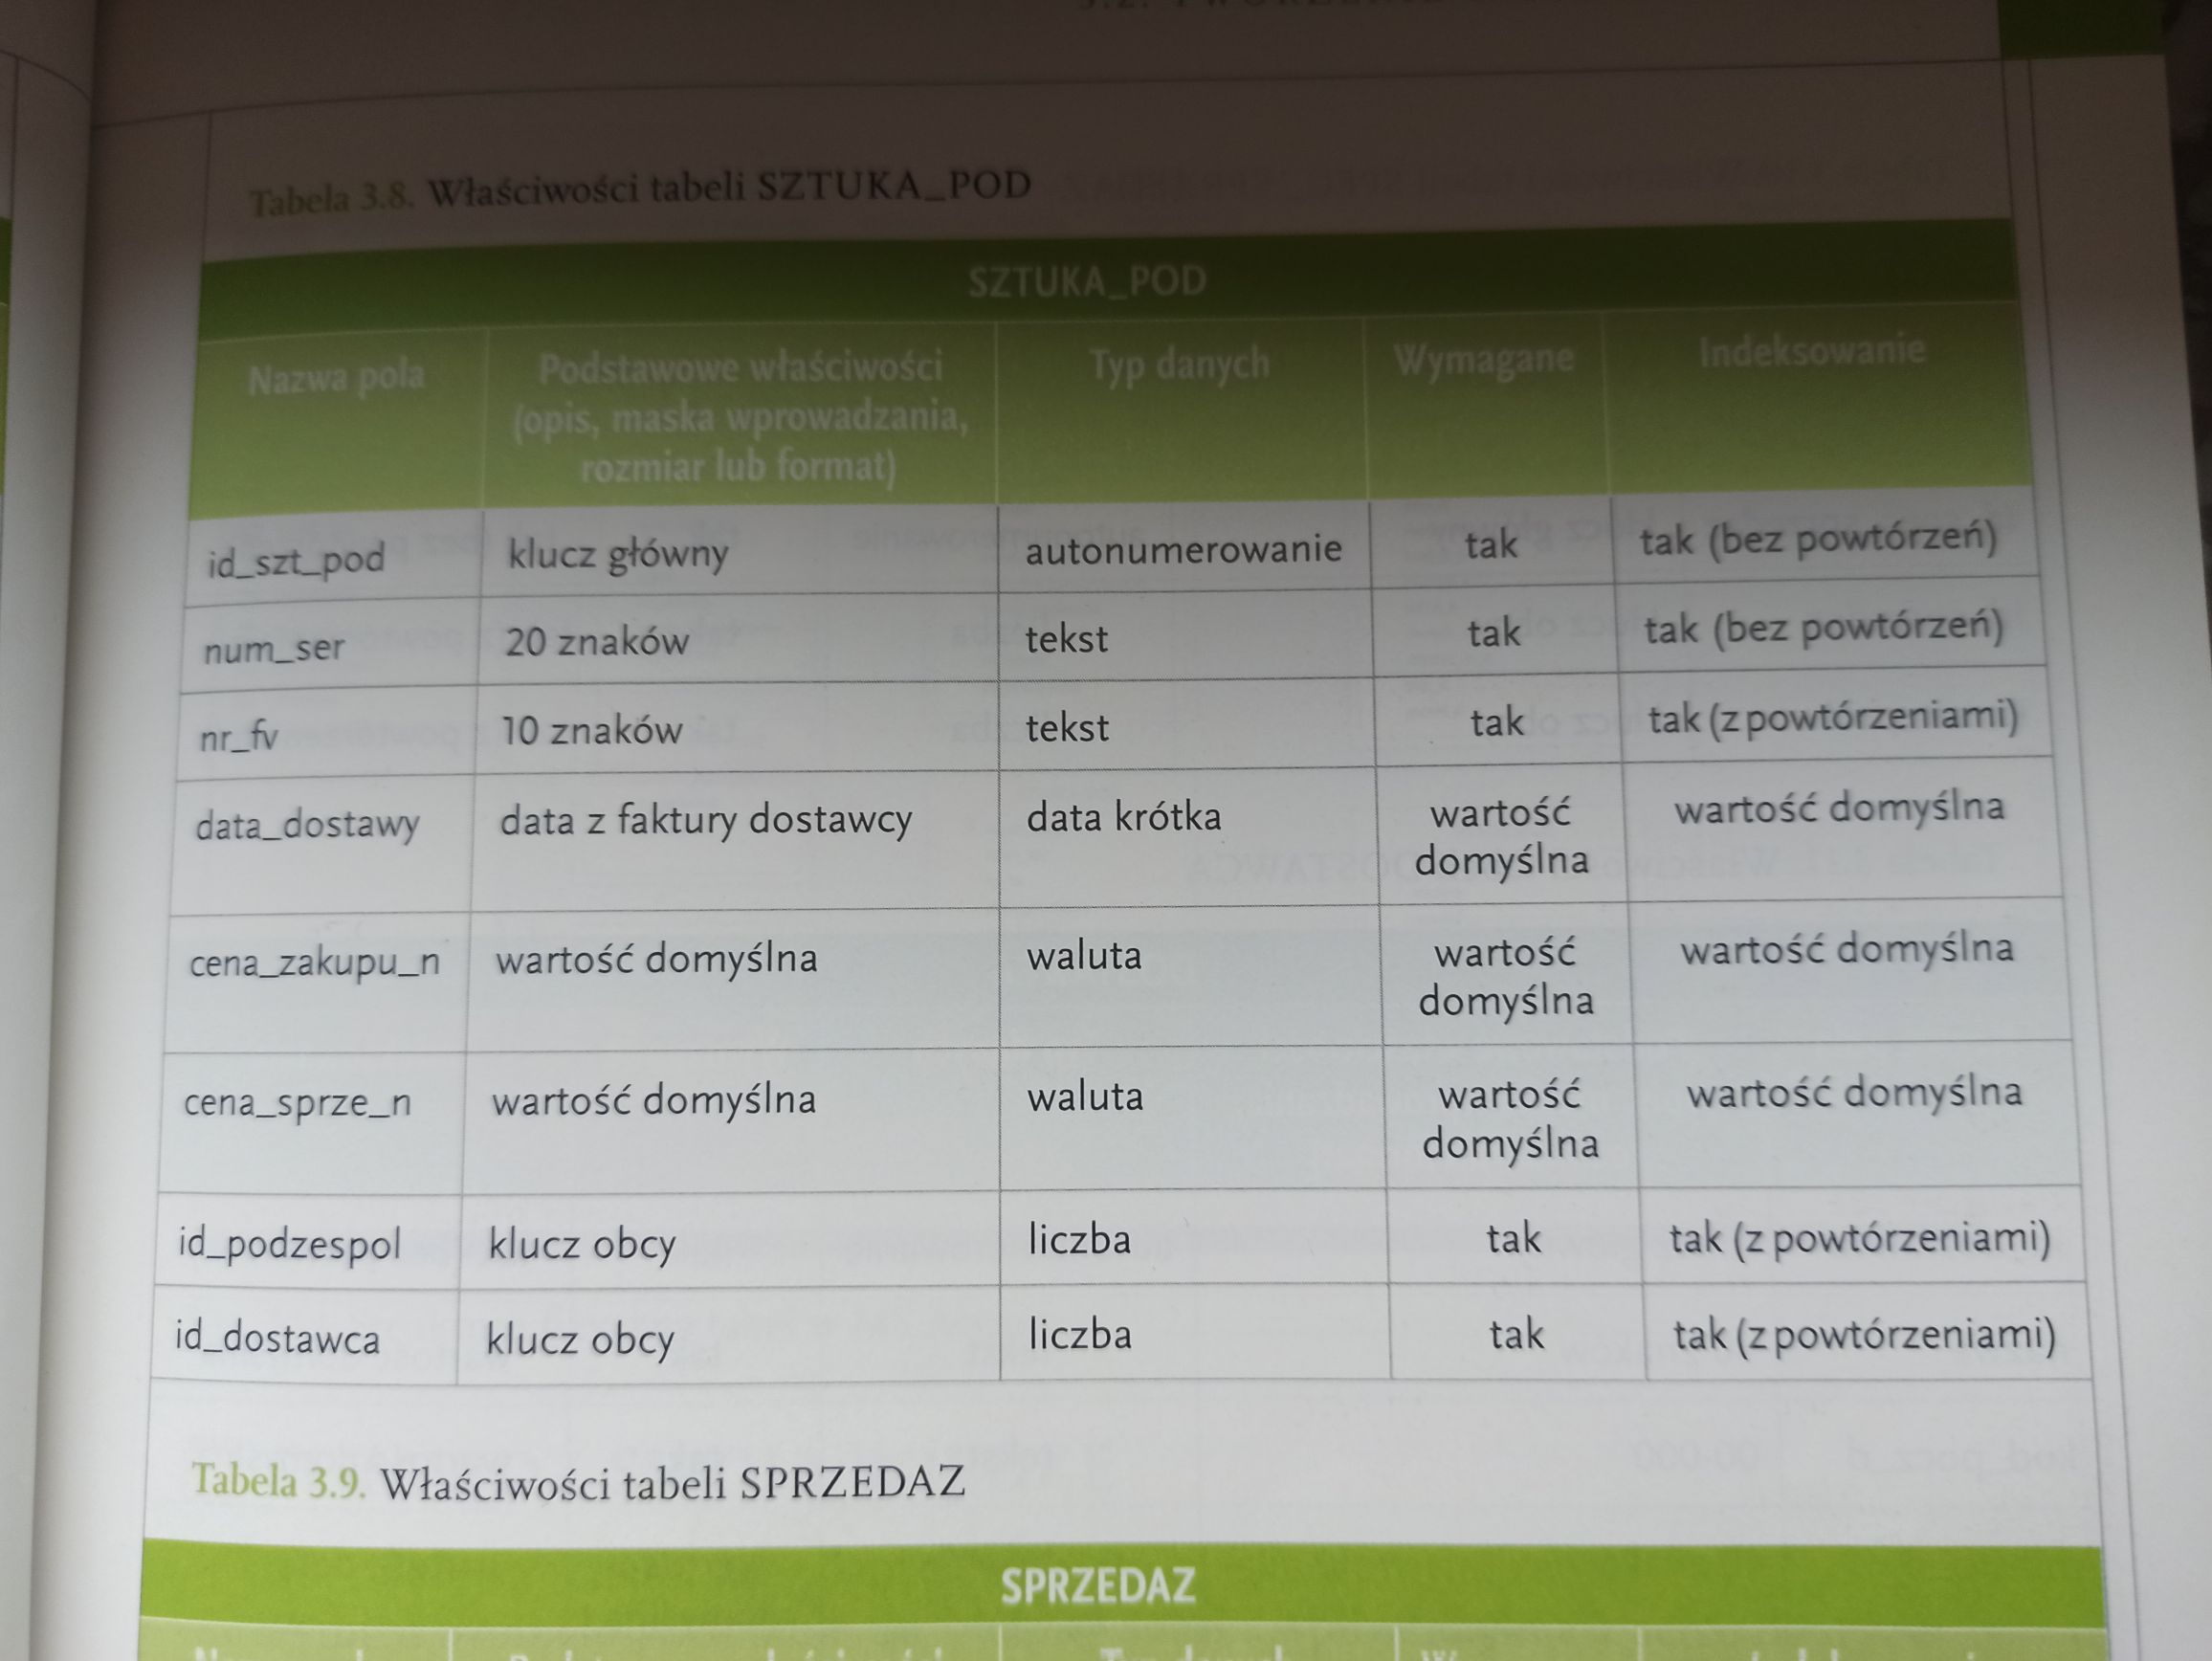 Tabela 3.8. Właściwości tabeli SZTUKA_POD
SZTUKA_POD
Nazwa pola
Podstawowe właściwości
(opis, maska wprowadzania,
rozmiar lub format)
Typ danych
Wymagane
Indeksowanie
id_szt_pod klucz główny autonumerowanie tak tak (bez powtórzeń)
num_ser 20 znaków tekst tak tak (bez powtórzeń)
nr_fv 10 znaków tekst tak tak (z powtórzeniami)
data_dostawy data z faktury dostawcy data krótka wartość wartość domyślna
domyślna
cena_zakupu_n wartość domyślna waluta wartość wartość domyślna
domyślna
cena_sprze_n wartość domyślna waluta wartość wartość domyślna
domyślna
id_podzespol klucz obcy liczba tak tak (z powtórzeniami)
id_dostawca klucz obcy liczba tak tak (z powtórzeniami)
Tabela 3.9. Właściwości tabeli SPRZEDAZ
SPRZEDAZ